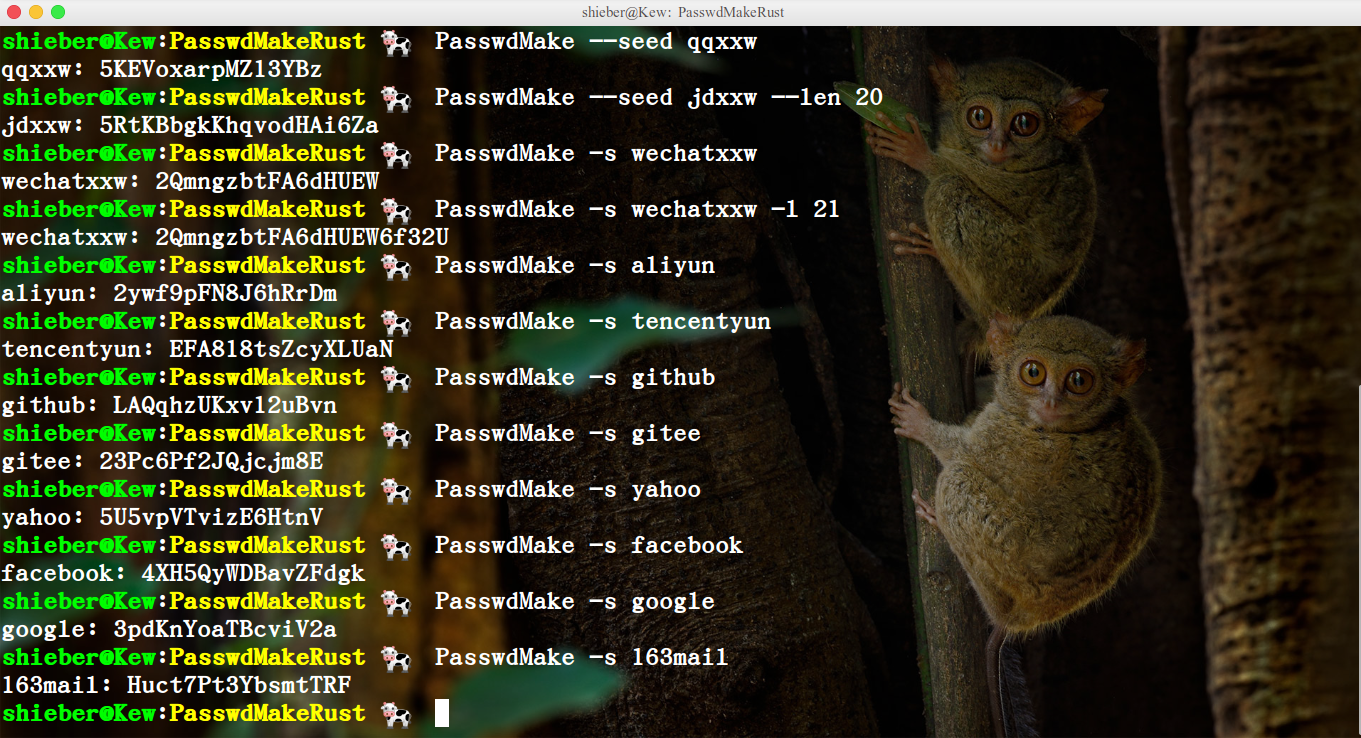 shieber@Kew: PasswdMakeRust
shieber@Kew:PasswdMakeRust 🐄 PasswdMake --seed qqxxw
qqxxw: 5KEVoxarpMZ13YBz
shieber@Kew:PasswdMakeRust 🐄 PasswdMake --seed jdxxw --len 20
jdxxw: 5RtKBbgkKhqvodHAi6Za
shieber@Kew:PasswdMakeRust 🐄 PasswdMake -s wechatxxw
wechatxxw: 2QmngzbtFA6dHUEW
shieber@Kew:PasswdMakeRust 🐄 PasswdMake -s wechatxxw -l 21
wechatxxw: 2QmngzbtFA6dHUEW6f32U
shieber@Kew:PasswdMakeRust 🐄 PasswdMake -s aliyun
aliyun: 2ywf9pFN8J6hRrDm
shieber@Kew:PasswdMakeRust 🐄 PasswdMake -s tencentyun
tencentyun: EFA818tsZcyXLUaN
shieber@Kew:PasswdMakeRust 🐄 PasswdMake -s github
github: LAQqhzUKxv12uBvn
shieber@Kew:PasswdMakeRust 🐄 PasswdMake -s gitee
gitee: 23Pc6Pf2JQjcjm8E
shieber@Kew:PasswdMakeRust 🐄 PasswdMake -s yahoo
yahoo: 5U5vpVTvizE6HtnV
shieber@Kew:PasswdMakeRust 🐄 PasswdMake -s facebook
facebook: 4XH5QyWDBavZFdgk
shieber@Kew:PasswdMakeRust 🐄 PasswdMake -s google
google: 3pdKnYoaTBcviV2a
shieber@Kew:PasswdMakeRust 🐄 PasswdMake -s 163mail
163mail: Huct7Pt3YbsmtTRF
shieber@Kew:PasswdMakeRust 🐄